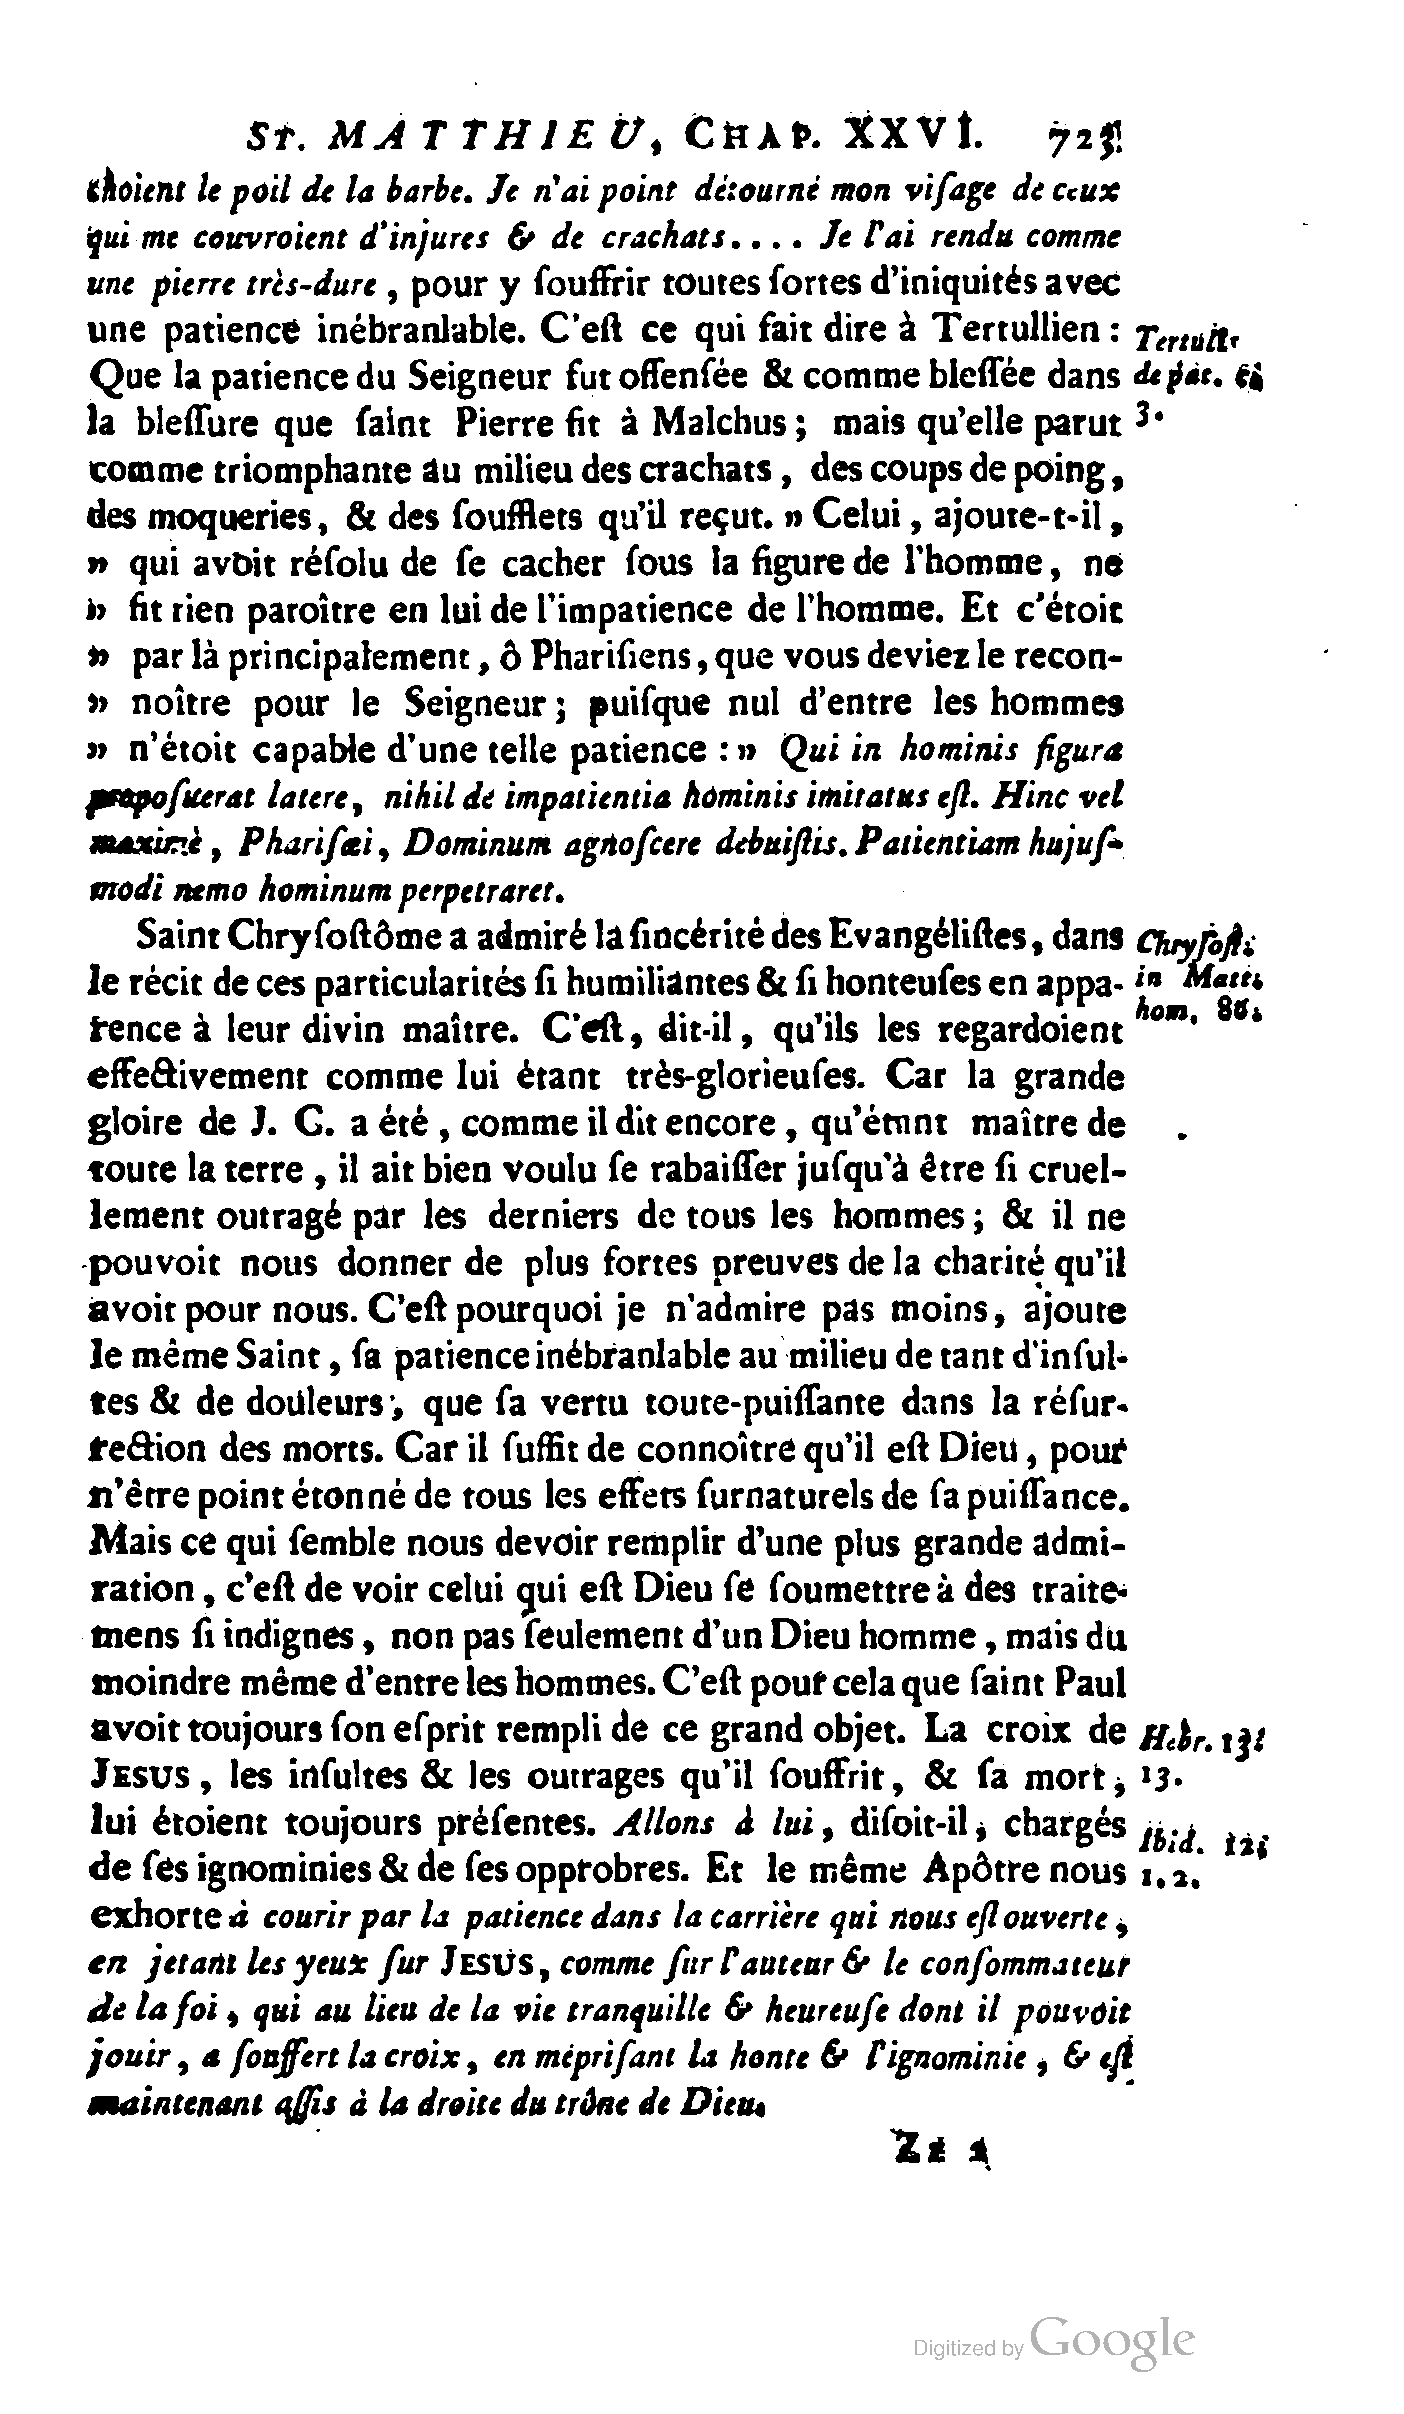 ST. MATTHIEU, CHAP. XXVI. 723
choient le poil de la barbe. Je n'ai point détourné mon viſage de ceux
qui me couvroient d'injures & de crachats.... Je l'ai rendu comme
une pierre très-dure, pour y ſouffrir toutes ſortes d'iniquités avec
une patience inébranlable. C'eſt ce qui fait dire à Tertullien :
Tertull.
Que la patience du Seigneur fut offenſée & comme bleſſée dans
de pat.
la bleſſure que ſaint Pierre fit à Malchus ; mais qu'elle parut
3.
comme triomphante au milieu des crachats, des coups de poing,
des moqueries, & des ſoufflets qu'il reçut. » Celui, ajoute-t-il,
» qui avoit réſolu de ſe cacher ſous la figure de l'homme, ne
» fit rien paroître en lui de l'impatience de l'homme. Et c'étoit
» par là principalement, ô Phariſiens, que vous deviez le recon-
» noître pour le Seigneur ; puiſque nul d'entre les hommes
» n'étoit capable d'une telle patience : » Qui in hominis figura
propoſuerat latere, nihil de impatientia hominis imitatus eſt. Hinc vel
maximè, Phariſæi, Dominum agnoſcere debuiſtis. Patientiam hujuſ-
modi nemo hominum perpetraret.
Saint Chryſoſtôme a admiré la ſincérité des Evangéliſtes, dans
Chryſoſt.
le récit de ces particularités ſi humiliantes & ſi honteuſes en appa-
in Matt.
rence à leur divin maître. C'eſt, dit-il, qu'ils les regardoient
hom.
effectivement comme lui étant très-glorieuſes. Car la grande
gloire de J. C. a été, comme il dit encore, qu'étant maître de
toute la terre, il ait bien voulu ſe rabaiſſer juſqu'à être ſi cruel-
lement outragé par les derniers de tous les hommes ; & il ne
pouvoit nous donner de plus fortes preuves de la charité qu'il
avoit pour nous. C'eſt pourquoi je n'admire pas moins, ajoute
le même Saint, ſa patience inébranlable au milieu de tant d'inſul-
tes & de douleurs, que ſa vertu toute-puiſſante dans la réſur-
rection des morts. Car il ſuffit de connoître qu'il eſt Dieu, pour
n'être point étonné de tous les effets ſurnaturels de ſa puiſſance.
Mais ce qui ſemble nous devoir remplir d'une plus grande admi-
ration, c'eſt de voir celui qui eſt Dieu ſe ſoumettre à des traite-
mens ſi indignes, non pas ſeulement d'un Dieu homme, mais du
moindre même d'entre les hommes. C'eſt pour cela que ſaint Paul
avoit toujours ſon eſprit rempli de ce grand objet. La croix de
Hebr. 13.
JESUS, les inſultes & les outrages qu'il ſouffrit, & ſa mort,
13.
lui étoient toujours préſentes. Allons à lui, diſoit-il, chargés
Ibid. 12.
de ſes ignominies & de ſes opprobres. Et le même Apôtre nous
1. 2.
exhorte à courir par la patience dans la carrière qui nous eſt ouverte,
en jetant les yeux ſur JESUS, comme ſur l'auteur & le conſommateur
de la foi, qui au lieu de la vie tranquille & heureuſe dont il pouvoit
jouir, a ſouffert la croix, en mépriſant la honte & l'ignominie, & eſt
maintenant aſſis à la droite du trône de Dieu.
Digitized by Google